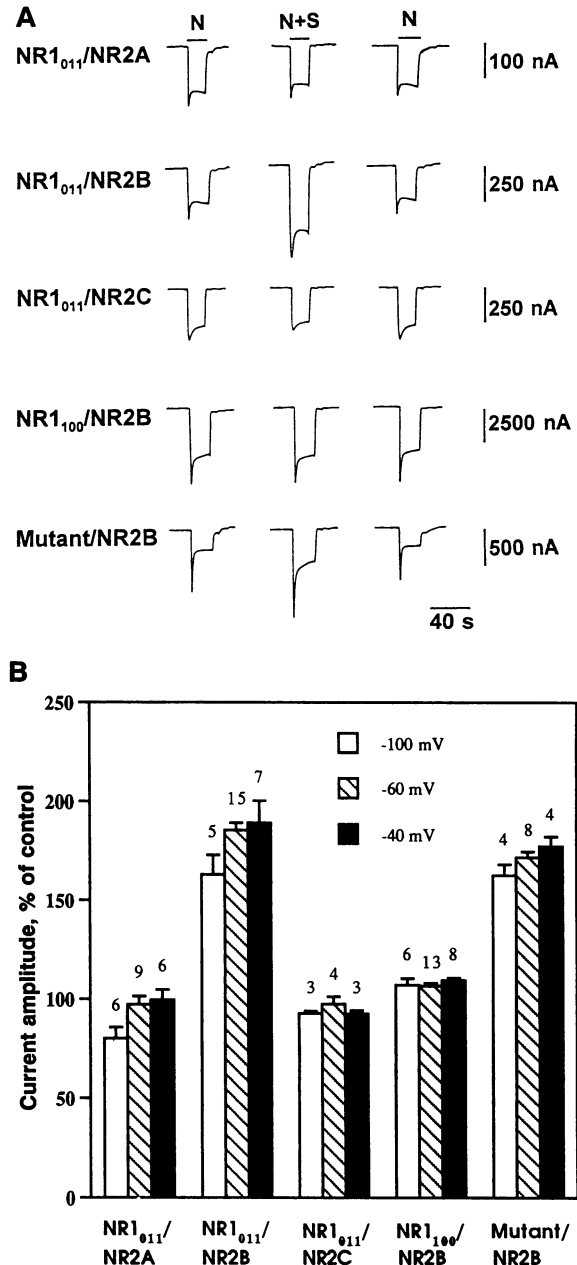 A
N N+S N
NR1₀₁₁/NR2A 100 nA
NR1₀₁₁/NR2B 250 nA
NR1₀₁₁/NR2C 250 nA
NR1₁₀₀/NR2B 2500 nA
Mutant/NR2B 500 nA
40 s
B
Current amplitude, % of control
250
200
150
100
50
0
-100 mV
-60 mV
-40 mV
6 9 6
5 15 7
3 4 3
6 13 8
4 8 4
NR1₀₁₁/
NR2A
NR1₀₁₁/
NR2B
NR1₀₁₁/
NR2C
NR1₁₀₀/
NR2B
Mutant/
NR2B